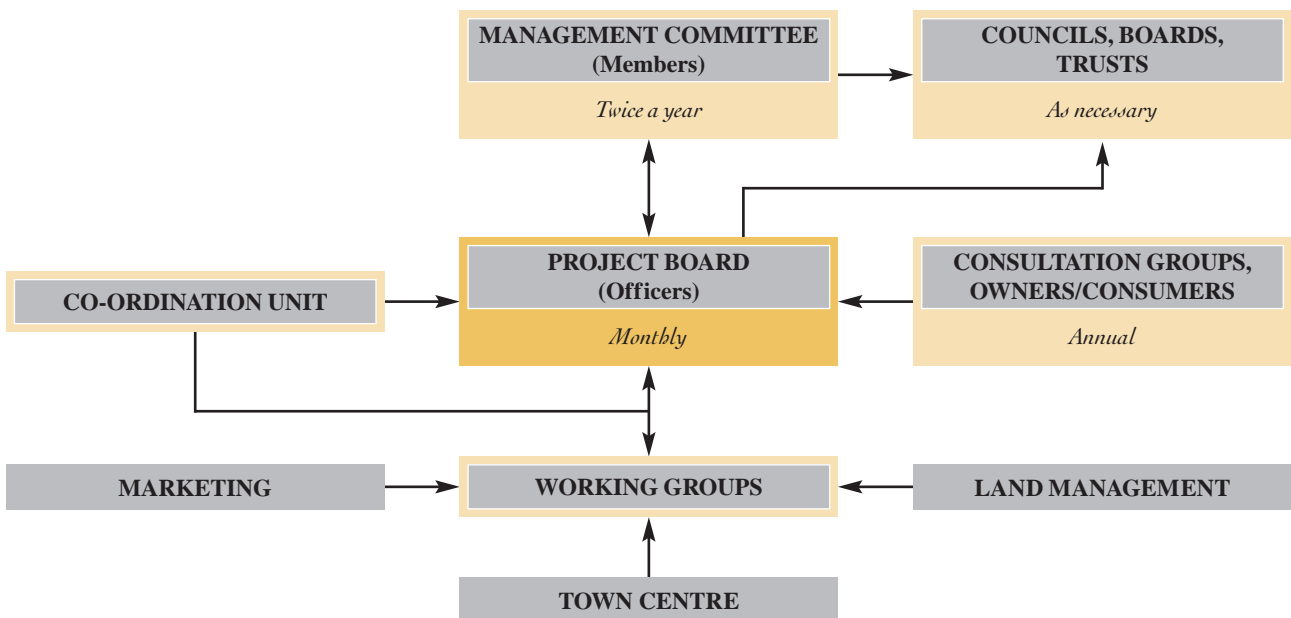 MANAGEMENT COMMITTEE
(Members)
Twice a year
COUNCILS, BOARDS,
TRUSTS
As necessary
CO-ORDINATION UNIT
PROJECT BOARD
(Officers)
Monthly
CONSULTATION GROUPS,
OWNERS/CONSUMERS
Annual
MARKETING
WORKING GROUPS
LAND MANAGEMENT
TOWN CENTRE